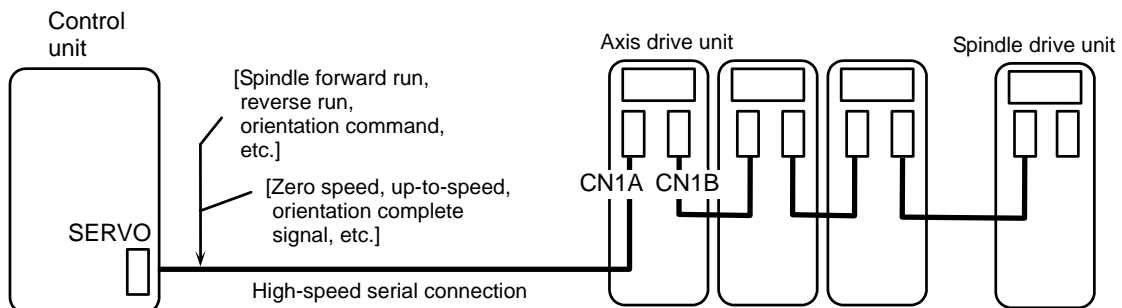 Control
unit
Axis drive unit
Spindle drive unit
[Spindle forward run,
reverse run,
orientation command,
etc.]
CN1A CN1B
[Zero speed, up-to-speed,
orientation complete
signal, etc.]
SERVO
High-speed serial connection